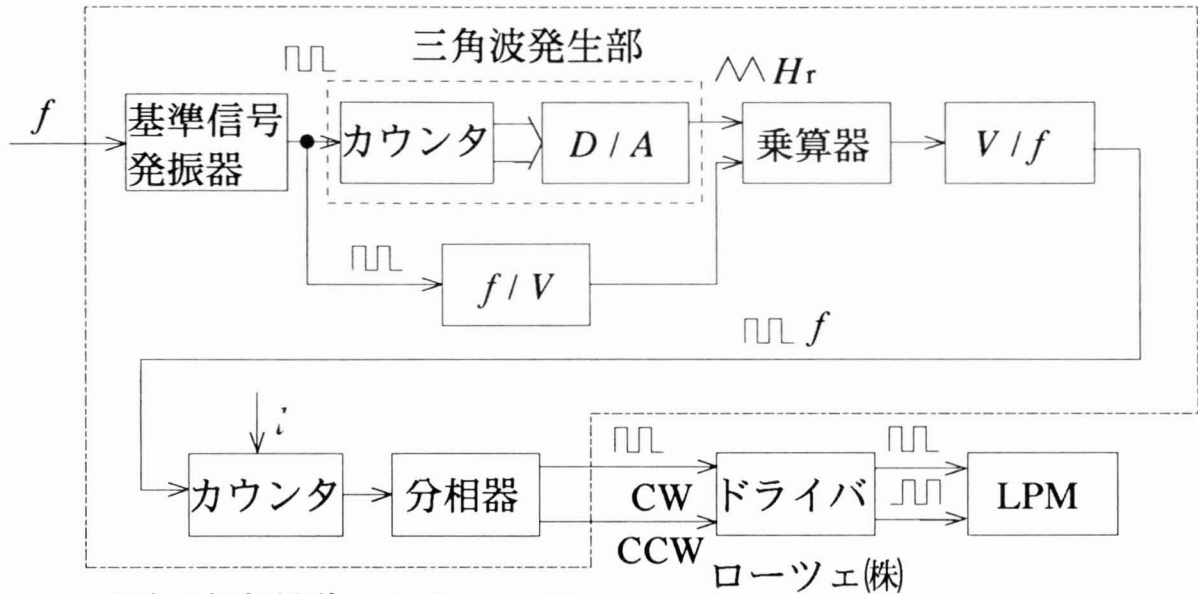 三角波発生部
Hr
f
基準信号
発振器
カウンタ
D / A
乗算器
V / f
f / V
f
i
カウンタ
分相器
CW
CCW
ドライバ
LPM
ローツェ㈱